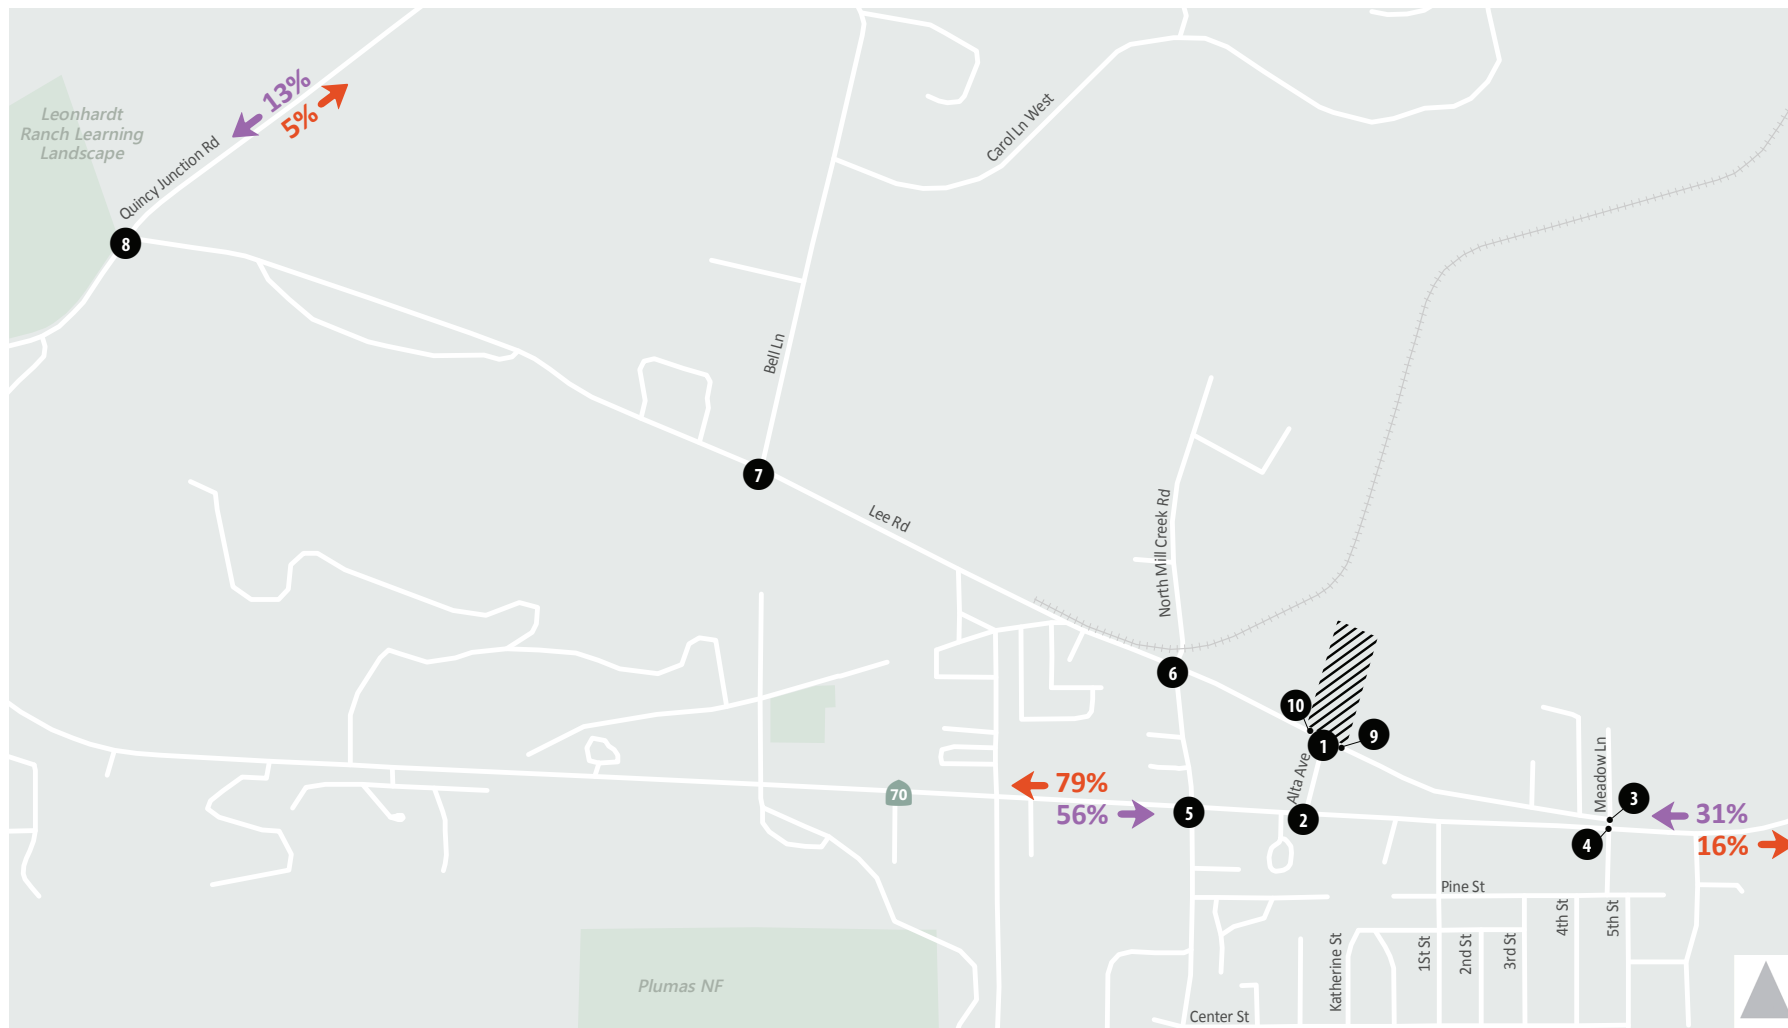 13%
5%
Leonhardt
Ranch Learning
Landscape
Quincy Junction Rd
8
Carol Ln West
Bell Ln
7
Lee Rd
North Mill Creek Rd
6
10
1
9
Alta Ave
Meadow Ln
79%
56%
70
5
2
3
4
31%
16%
Pine St
4th St
5th St
Katherine St
1St St
2nd St
3rd St
Plumas NF
Center St